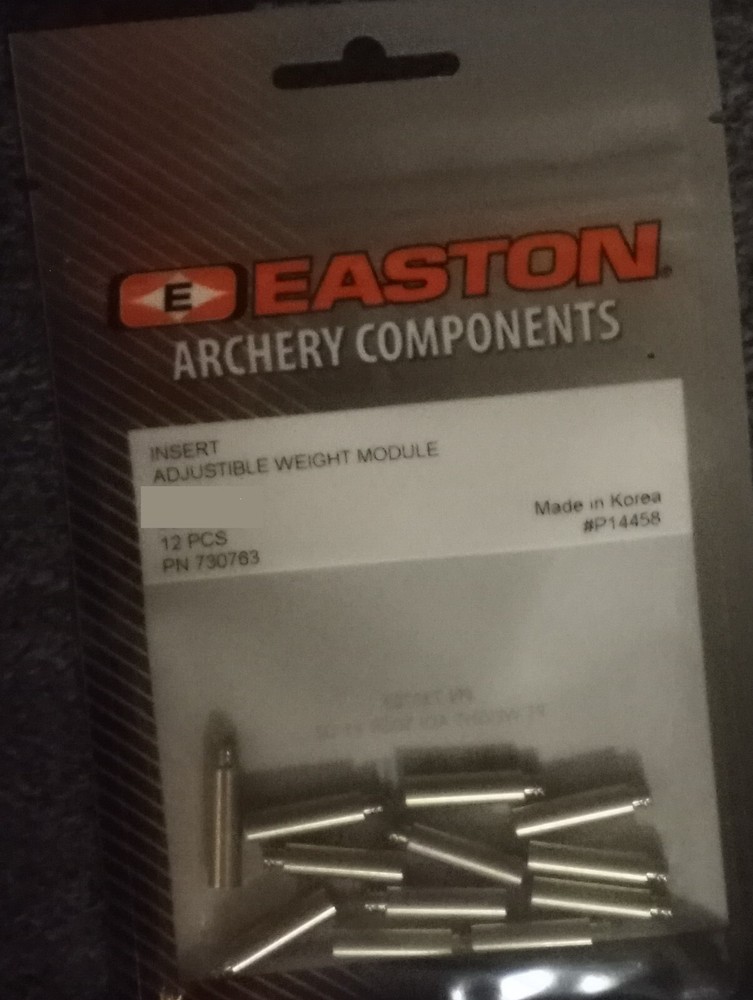 E EASTON
ARCHERY COMPONENTS
INSERT
ADJUSTIBLE WEIGHT MODULE
Made in Korea
#P14458
12 PCS
PN 730763